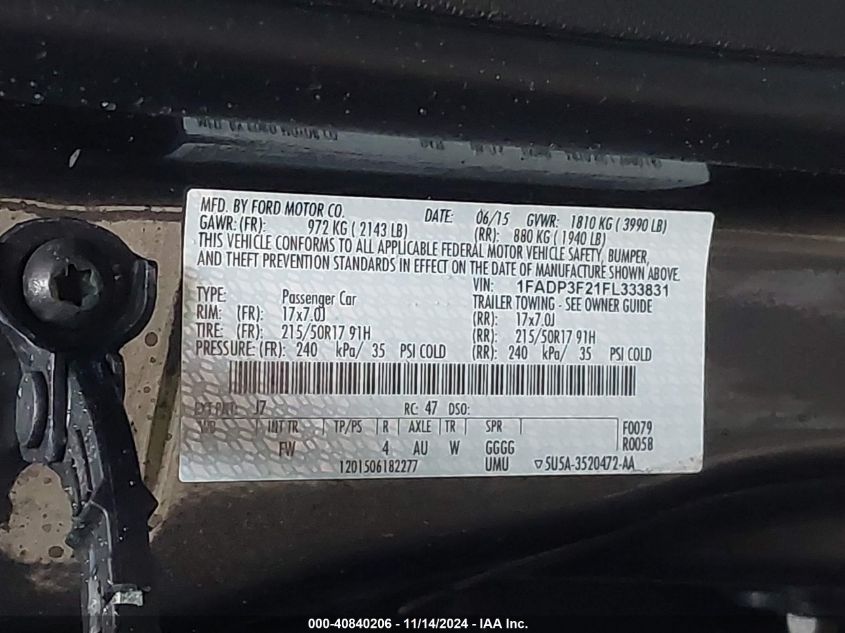 MFD. BY FORD MOTOR CO. DATE: 06/15 GVWR: 1810 KG ( 3990 LB)
GAWR: (FR): 972 KG ( 2143 LB) (RR): 880 KG ( 1940 LB)
THIS VEHICLE CONFORMS TO ALL APPLICABLE FEDERAL MOTOR VEHICLE SAFETY, BUMPER,
AND THEFT PREVENTION STANDARDS IN EFFECT ON THE DATE OF MANUFACTURE SHOWN ABOVE.
VIN: 1FADP3F21FL333831
TYPE: Passenger Car TRAILER TOWING - SEE OWNER GUIDE
RIM: (FR): 17x7.0J (RR): 17x7.0J
TIRE: (FR): 215/50R17 91H (RR): 215/50R17 91H
PRESSURE: (FR): 240 kPa/ 35 PSI COLD (RR): 240 kPa/ 35 PSI COLD
EXT PNT: J7 RC: 47 DSO:
WB INT TR TP/PS R AXLE TR SPR F0079
FW 4 AU W GGGG R0058
1201506182277 UMU 5U5A-3520472-AA
000-40840206 - 11/14/2024 - IAA Inc.